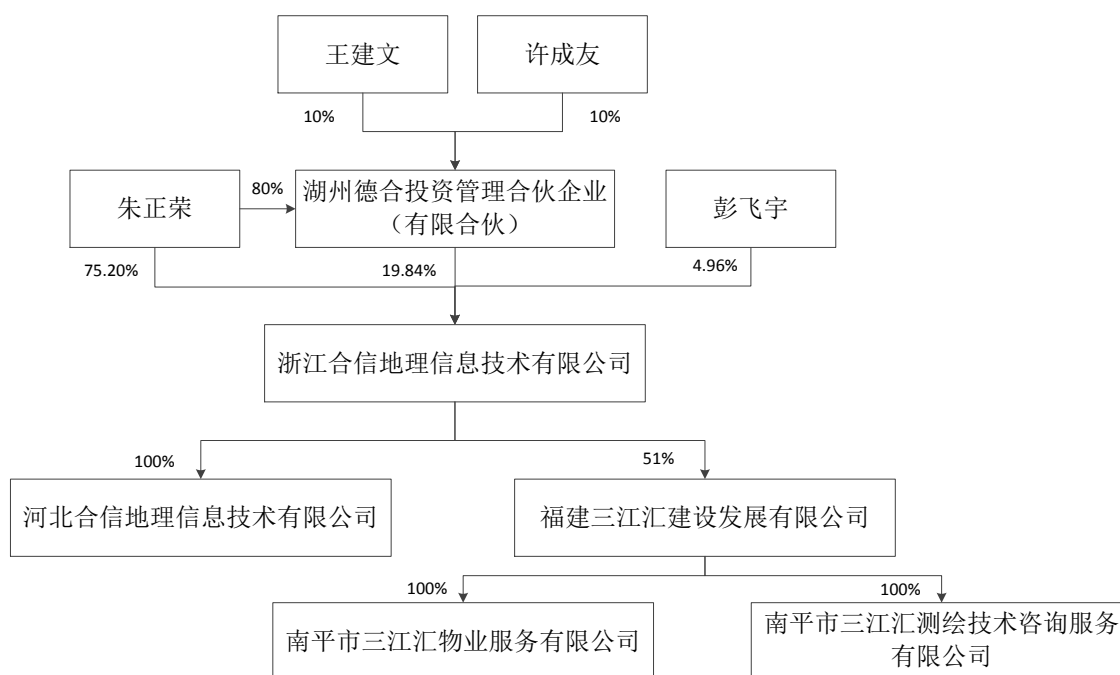 王建文
许成友
10%
10%
朱正荣
80%
湖州德合投资管理合伙企业
（有限合伙）
彭飞宇
75.20%
19.84%
4.96%
浙江合信地理信息技术有限公司
100%
51%
河北合信地理信息技术有限公司
福建三江汇建设发展有限公司
100%
100%
南平市三江汇物业服务有限公司
南平市三江汇测绘技术咨询服务
有限公司